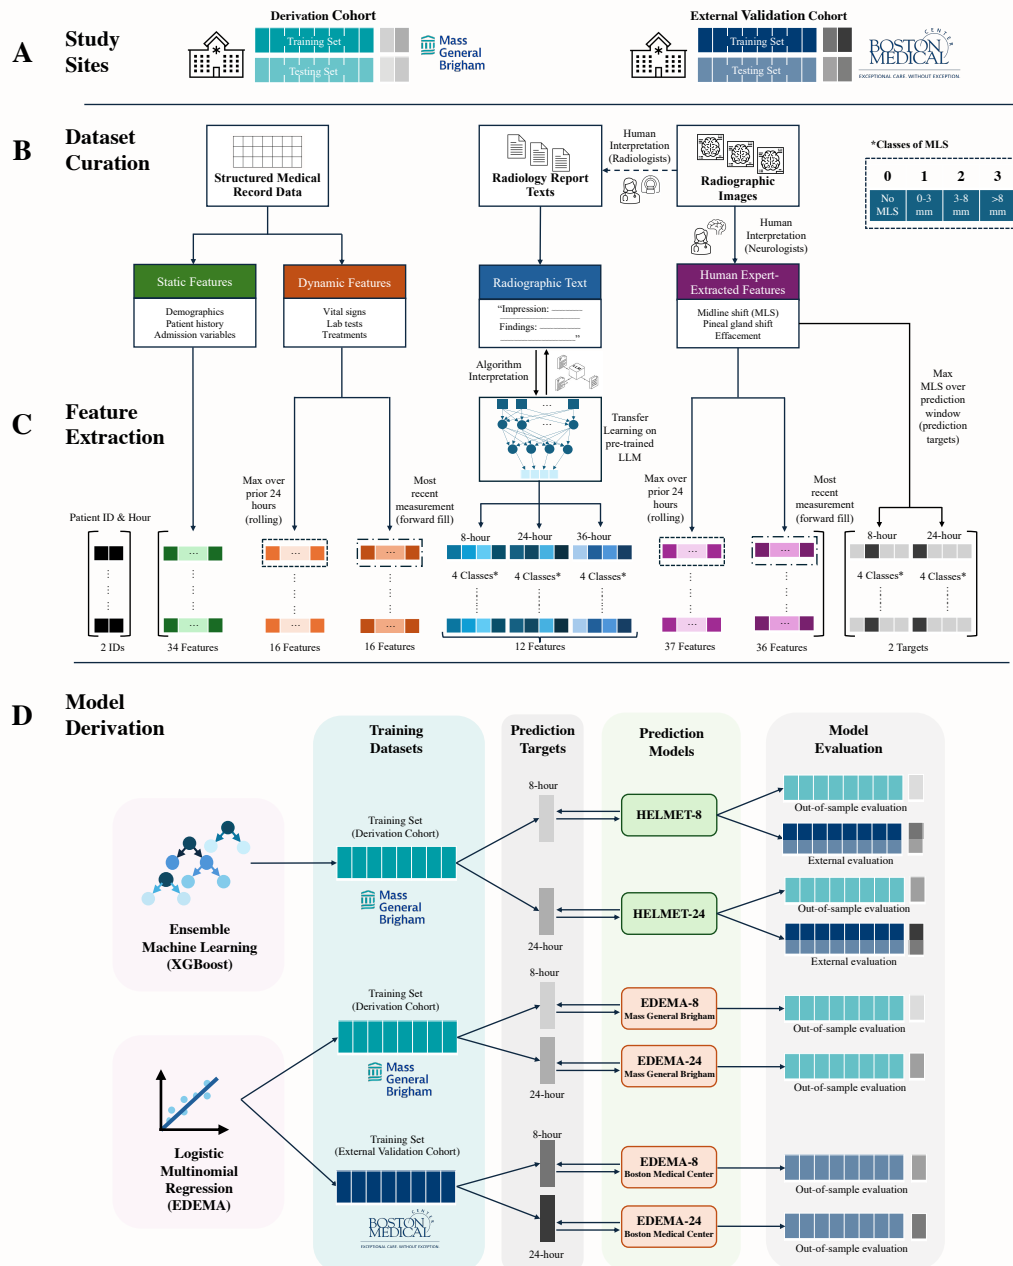 A
Study
Sites
Derivation Cohort
Training Set
Testing Set
Mass
General
Brigham
External Validation Cohort
Training Set
Testing Set
BOSTON
MEDICAL
CENTER
EXCEPTIONAL CARE. WITHOUT EXCEPTION.
B
Dataset
Curation
Structured Medical
Record Data
Radiology Report
Texts
Human
Interpretation
(Radiologists)
Radiographic
Images
*Classes of MLS
0 1 2 3
No MLS
0-3 mm
3-8 mm
>8 mm
Human
Interpretation
(Neurologists)
Static Features
Demographics
Patient history
Admission variables
Dynamic Features
Vital signs
Lab tests
Treatments
Radiographic Text
“Impression:
Findings:
”
Human Expert-
Extracted Features
Midline shift (MLS)
Pineal gland shift
Effacement
Algorithm
Interpretation
LLM
C
Feature
Extraction
Transfer
Learning on
pre-trained
LLM
Max
MLS over
prediction
window
(prediction
targets)
Patient ID & Hour
Max over
prior 24
hours
(rolling)
Most
recent
measurement
(forward fill)
8-hour
24-hour
36-hour
4 Classes*
4 Classes*
4 Classes*
Max over
prior 24
hours
(rolling)
Most
recent
measurement
(forward fill)
8-hour
24-hour
4 Classes*
4 Classes*
2 IDs
34 Features
16 Features
16 Features
12 Features
37 Features
36 Features
2 Targets
D
Model
Derivation
Training
Datasets
Prediction
Targets
Prediction
Models
Model
Evaluation
Ensemble
Machine Learning
(XGBoost)
Training Set
(Derivation Cohort)
Mass
General
Brigham
8-hour
24-hour
HELMET-8
HELMET-24
Out-of-sample evaluation
External evaluation
Out-of-sample evaluation
External evaluation
Logistic
Multinomial
Regression
(EDEMA)
Training Set
(Derivation Cohort)
Mass
General
Brigham
8-hour
24-hour
EDEMA-8
Mass General Brigham
EDEMA-24
Mass General Brigham
Out-of-sample evaluation
Out-of-sample evaluation
Training Set
(External Validation Cohort)
BOSTON
MEDICAL
CENTER
EXCEPTIONAL CARE. WITHOUT EXCEPTION.
8-hour
24-hour
EDEMA-8
Boston Medical Center
EDEMA-24
Boston Medical Center
Out-of-sample evaluation
Out-of-sample evaluation